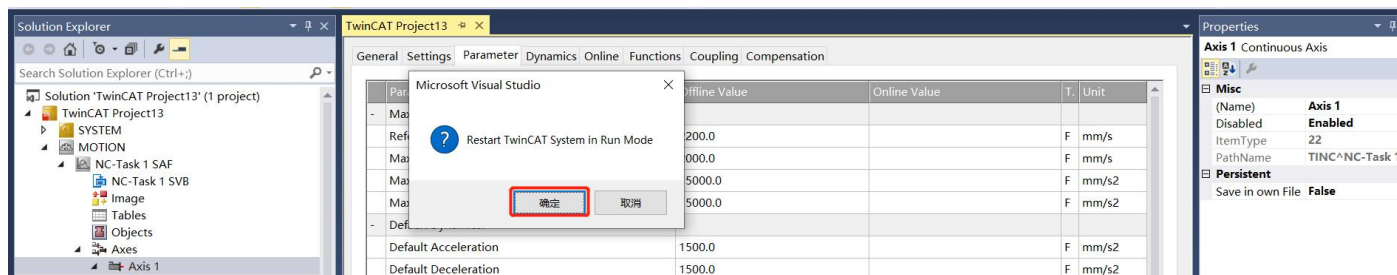 Solution Explorer
Search Solution Explorer (Ctrl+;)
Solution 'TwinCAT Project13' (1 project)
TwinCAT Project13
SYSTEM
MOTION
NC-Task 1 SAF
NC-Task 1 SVB
Image
Tables
Objects
Axes
Axis 1
TwinCAT Project13
General Settings Parameter Dynamics Online Functions Coupling Compensation
Offline Value Online Value T. Unit
200.0 F mm/s
000.0 F mm/s
5000.0 F mm/s2
5000.0 F mm/s2
Default Acceleration 1500.0 F mm/s2
Default Deceleration 1500.0 F mm/s2
Microsoft Visual Studio
Restart TwinCAT System in Run Mode
确定 取消
Properties
Axis 1 Continuous Axis
Misc
(Name) Axis 1
Disabled Enabled
ItemType 22
PathName TINC^NC-Task 1
Persistent
Save in own File False